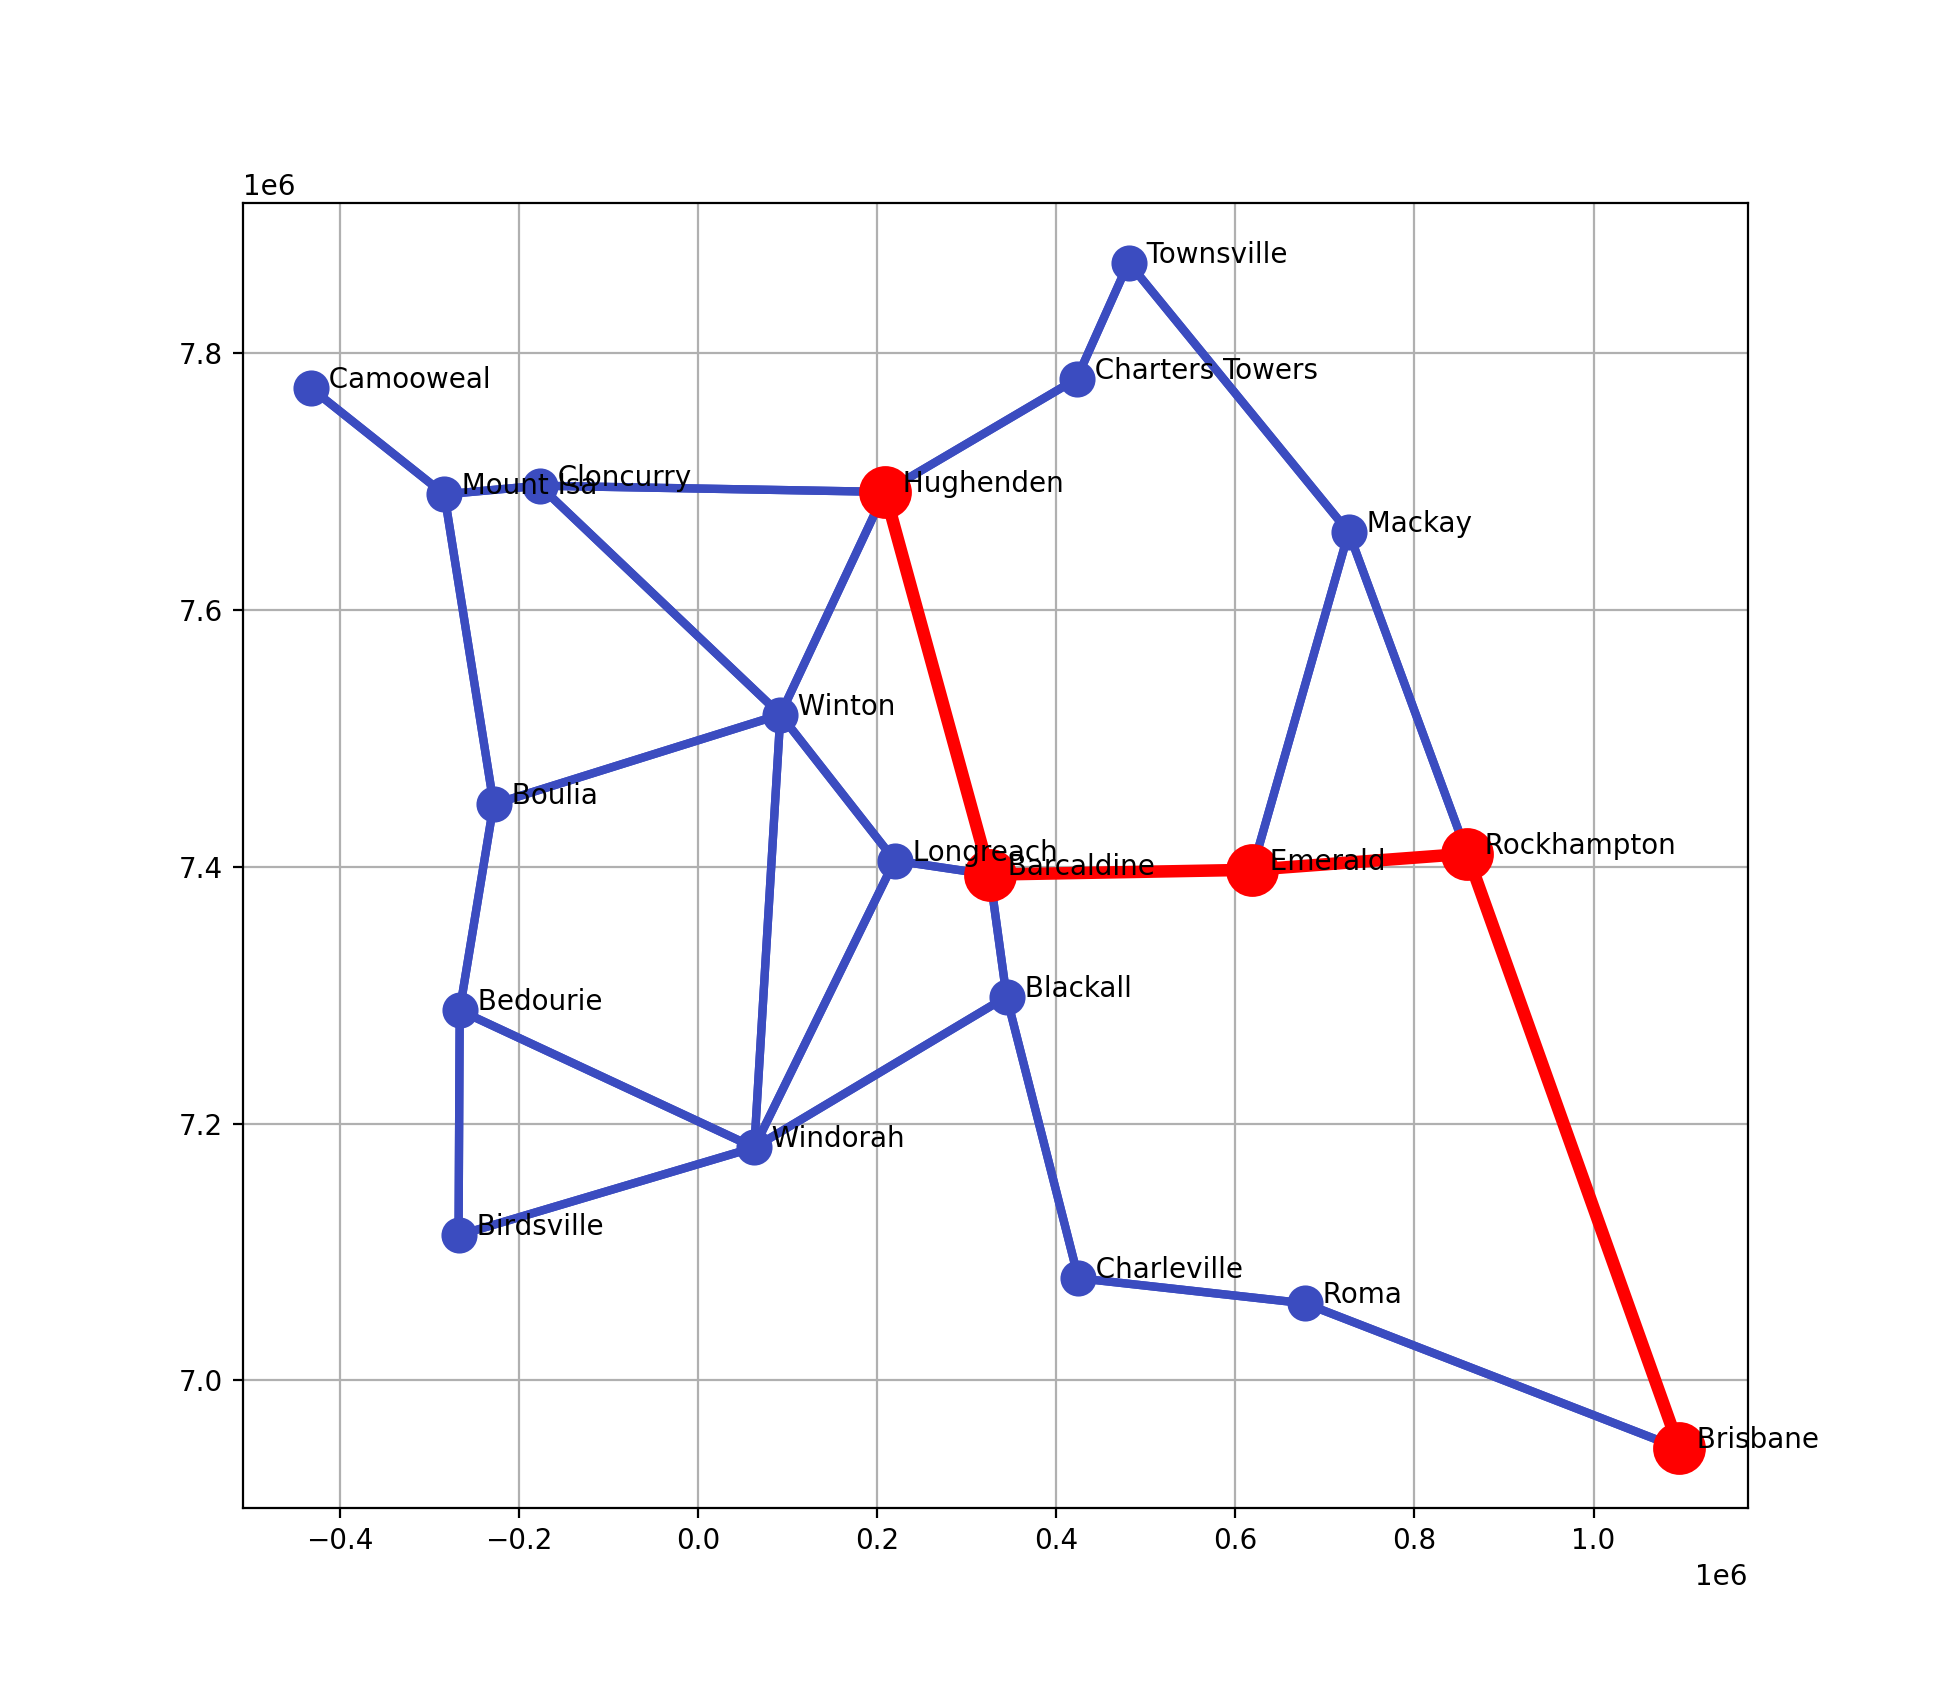 1e6
Townsville
7.8
Charters Towers
Camooweal
Cloncurry
Mount Isa
Hughenden
Mackay
7.6
Winton
Boulia
Rockhampton
Longreach
Emerald
Barcaldine
7.4
Blackall
Bedourie
7.2
Windorah
Birdsville
Charleville
Roma
7.0
Brisbane
−0.4 −0.2 0.0 0.2 0.4 0.6 0.8 1.0
1e6